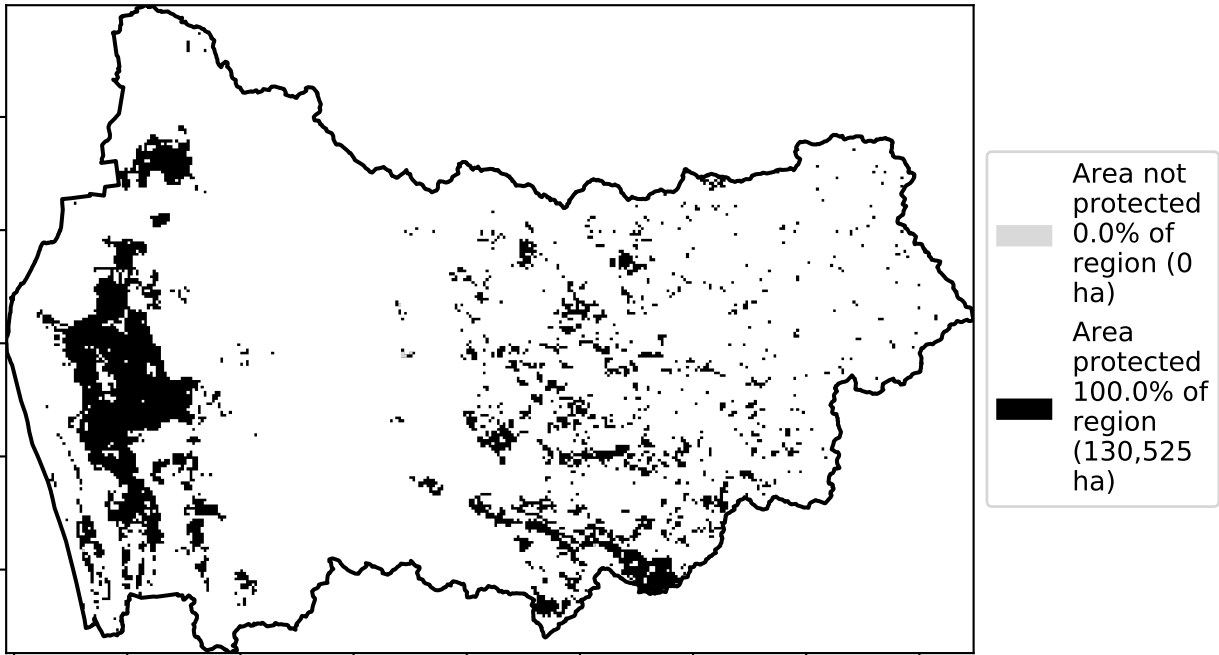 Area not
protected
0.0% of
region (0
ha)
Area
protected
100.0% of
region
(130,525
ha)